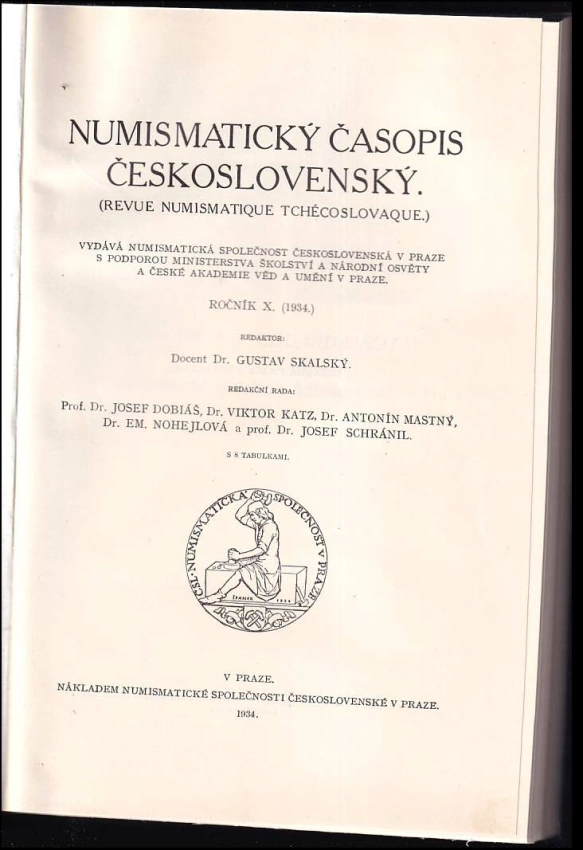 NUMISMATICKÝ ČASOPIS
ČESKOSLOVENSKÝ.
(REVUE NUMISMATIQUE TCHÉCOSLOVAQUE.)
VYDÁVÁ NUMISMATICKÁ SPOLEČNOST ČESKOSLOVENSKÁ V PRAZE
S PODPOROU MINISTERSTVA ŠKOLSTVÍ A NÁRODNÍ OSVĚTY
A ČESKÉ AKADEMIE VĚD A UMĚNÍ V PRAZE.
ROČNÍK X. (1934.)
REDAKTOR:
Docent Dr. GUSTAV SKALSKÝ.
REDAKČNÍ RADA:
Prof. Dr. JOSEF DOBIÁŠ, Dr. VIKTOR KATZ, Dr. ANTONÍN MASTNÝ,
Dr. EM. NOHEJLOVÁ a prof. Dr. JOSEF SCHRÁNIL.
S 8 TABULKAMI.
ČSL·NUMISMATICKÁ SPOLEČNOST V PRAZE
V PRAZE.
NÁKLADEM NUMISMATICKÉ SPOLEČNOSTI ČESKOSLOVENSKÉ V PRAZE.
1934.